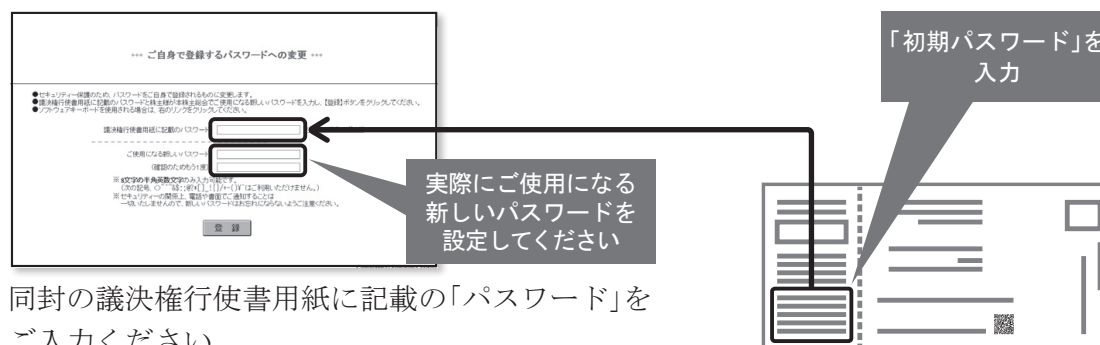 *** ご自身で登録するパスワードへの変更 ***
●セキュリティー保護のため、パスワードをご自身で登録されるものに変更します。
●議決権行使書用紙に記載のパスワードと株主様が本株主総会でご使用になる新しいパスワードを入力し、【登録】ボタンをクリックしてください。
●ソフトウェアキーボードを使用される場合は、右のリンクをクリックしてください。
議決権行使書用紙に記載のパスワード
ご使用になる新しいパスワード
(確認のためもう1度)
※ 8文字の半角英数文字のみ入力可能です。
はご利用いただけません。)
※ セキュリティーの関係上、電話や書面でご通知することは
一切いたしませんので、新しいパスワードはお忘れにならないようご注意ください。
登 録
実際にご使用になる
新しいパスワードを
設定してください
「初期パスワード」を
入力
同封の議決権行使書用紙に記載の「パスワード」を
ご入力ください